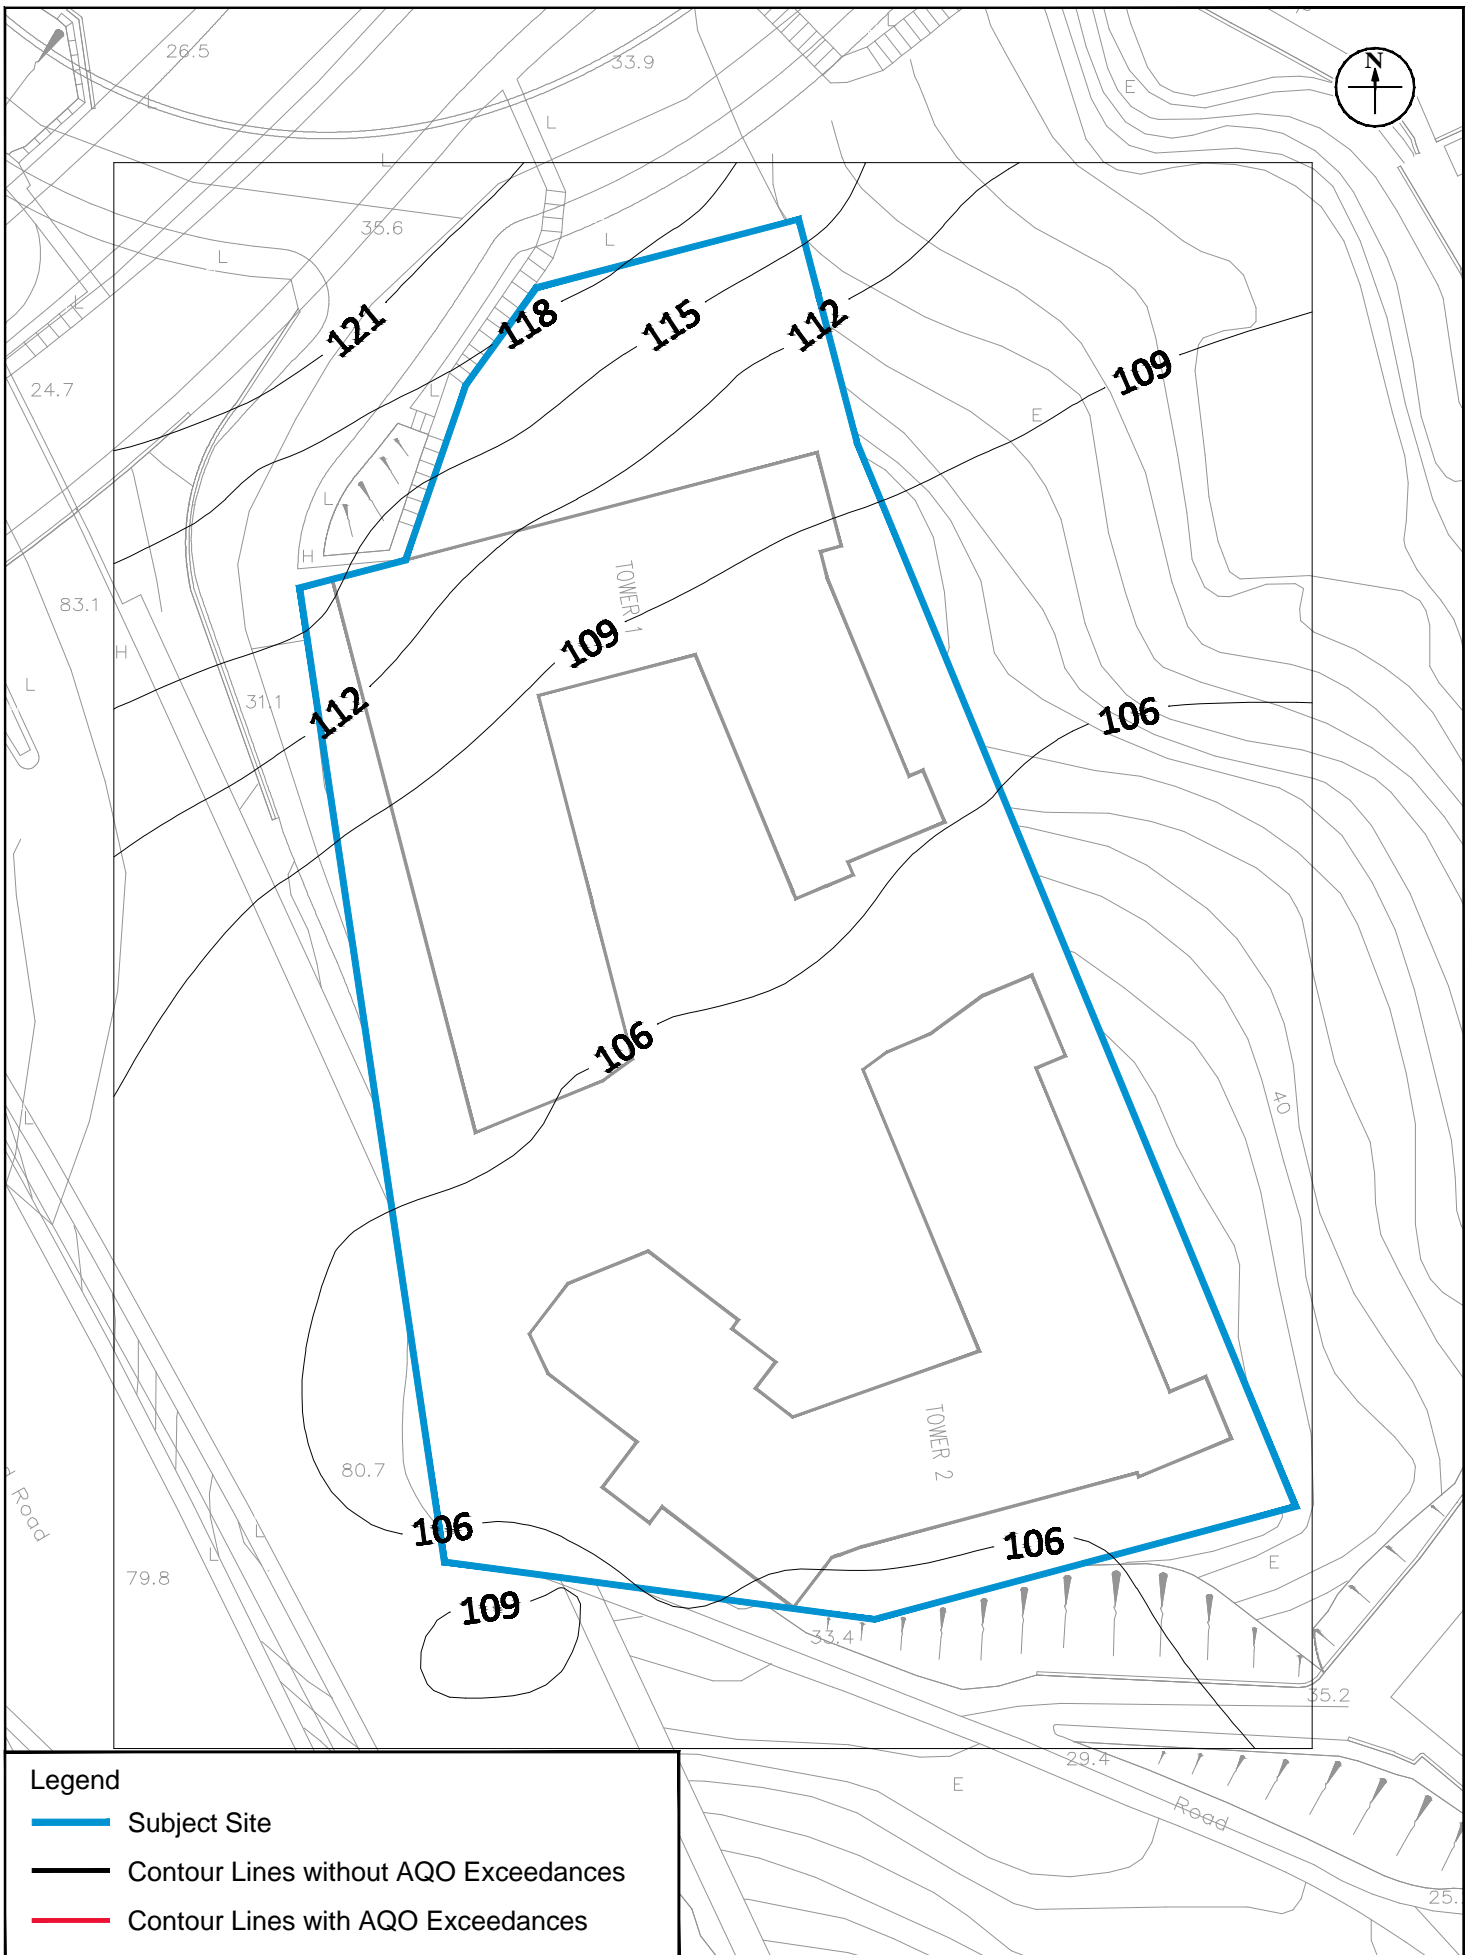 26.5
33.9
N
E
L
L
L
L
35.6
L
L
L
121
118
115
112
109
24.7
L
E
L
H
83.1
H
TOWER 1
109
L
31.1
112
106
106
40
L
TOWER 2
80.7
Road
L
L
106
106
E
79.8
109
33.4
35.2
29.4
E
Road
25.
Legend
Subject Site
Contour Lines without AQO Exceedances
Contour Lines with AQO Exceedances